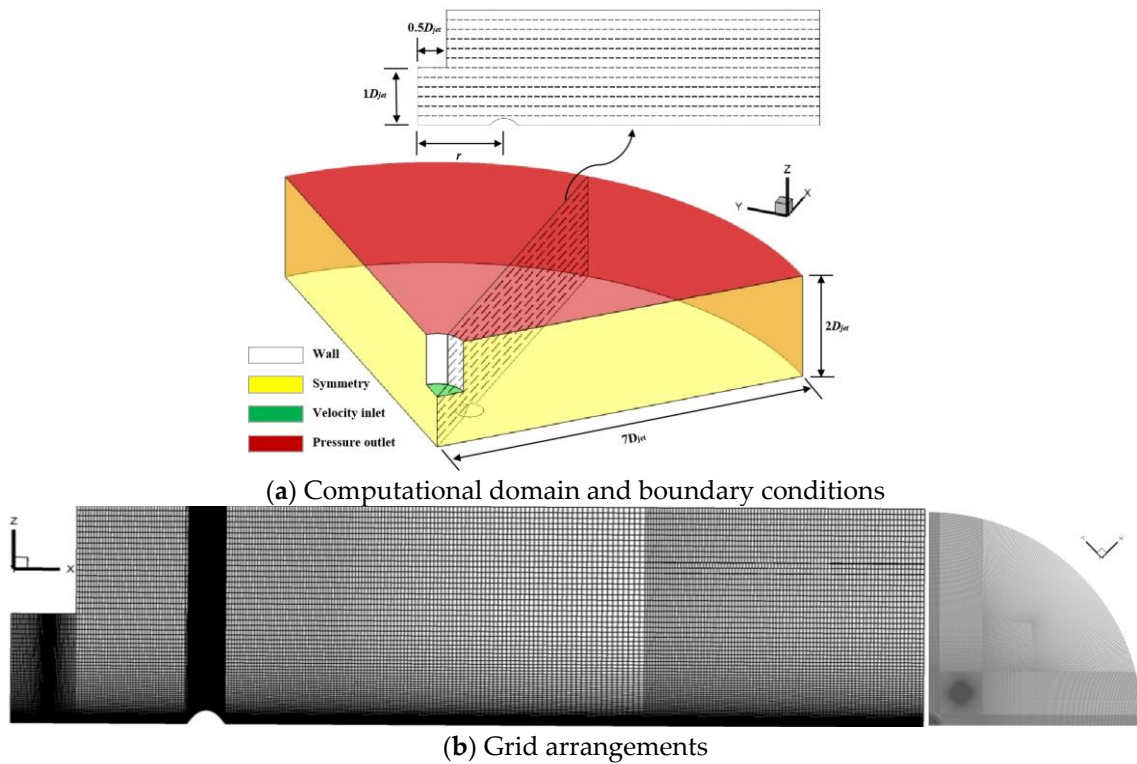 0.5Djet
1Djet
r
Z
X
Y
2Djet
Wall
Symmetry
Velocity inlet
Pressure outlet
7Djet
(a) Computational domain and boundary conditions
Z
X
(b) Grid arrangements